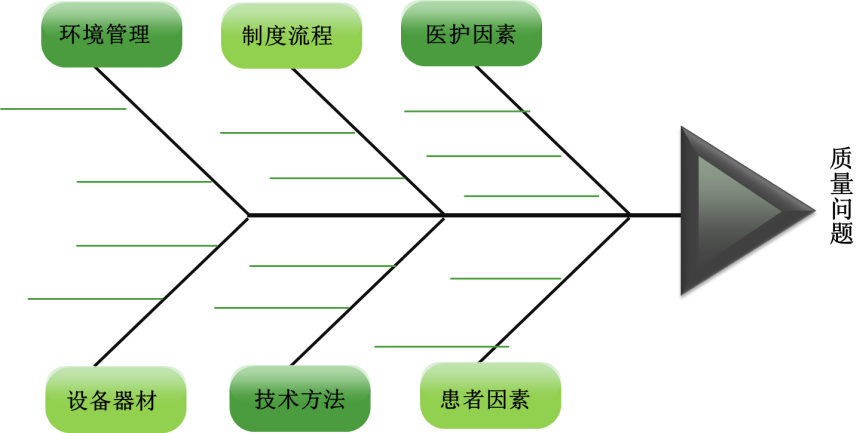 环境管理
制度流程
医护因素
质量问题
设备器材
技术方法
患者因素